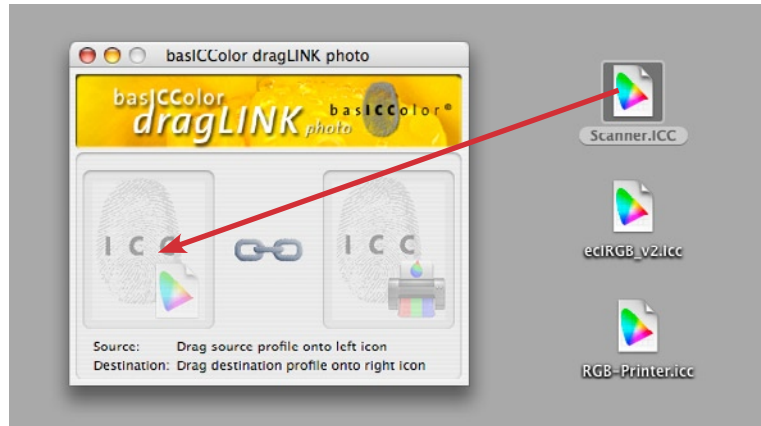 basICColor dragLINK photo
basICColor
dragLINK photo
basICColor®
I C C
I C C
Source: Drag source profile onto left icon
Destination: Drag destination profile onto right icon
Scanner.ICC
eciRGB_v2.icc
RGB-Printer.icc